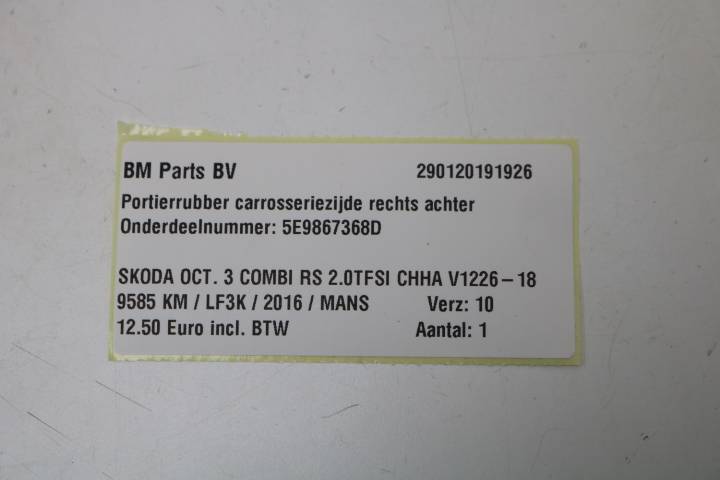 BM Parts BV 290120191926
Portierrubber carrosseriezijde rechts achter
Onderdeelnummer: 5E9867368D
SKODA OCT. 3 COMBI RS 2.0TFSI CHHA V1226-18
9585 KM / LF3K / 2016 / MANS Verz: 10
12.50 Euro incl. BTW Aantal: 1